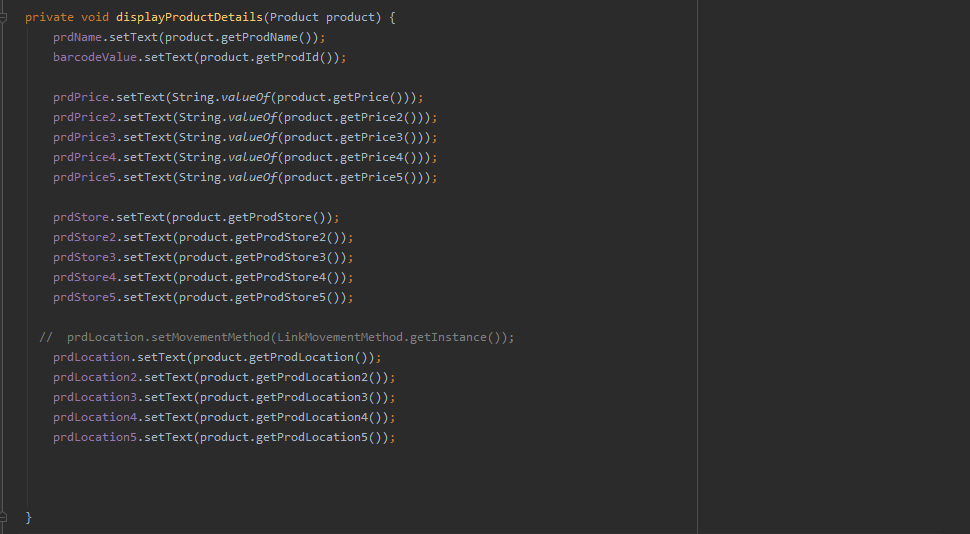 private void displayProductDetails(Product product) {
prdName.setText(product.getProdName());
barcodeValue.setText(product.getProdId());
prdPrice.setText(String.valueOf(product.getPrice()));
prdPrice2.setText(String.valueOf(product.getPrice2()));
prdPrice3.setText(String.valueOf(product.getPrice3()));
prdPrice4.setText(String.valueOf(product.getPrice4()));
prdPrice5.setText(String.valueOf(product.getPrice5()));
prdStore.setText(product.getProdStore());
prdStore2.setText(product.getProdStore2());
prdStore3.setText(product.getProdStore3());
prdStore4.setText(product.getProdStore4());
prdStore5.setText(product.getProdStore5());
//  prdLocation.setMovementMethod(LinkMovementMethod.getInstance());
prdLocation.setText(product.getProdLocation());
prdLocation2.setText(product.getProdLocation2());
prdLocation3.setText(product.getProdLocation3());
prdLocation4.setText(product.getProdLocation4());
prdLocation5.setText(product.getProdLocation5());
}